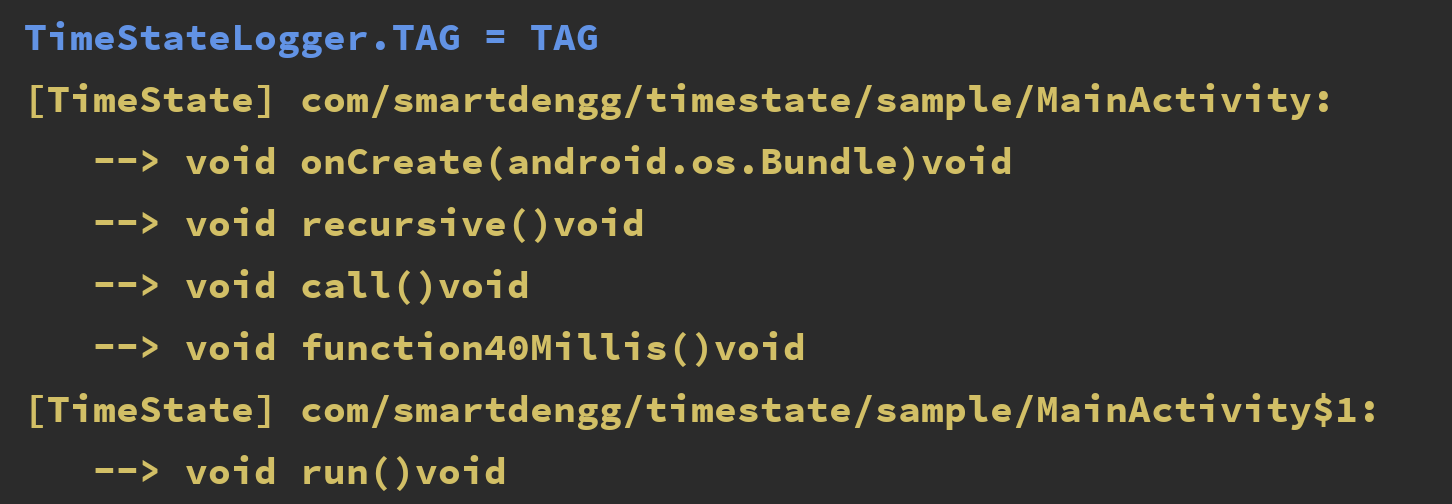 TimeStateLogger.TAG = TAG
[TimeState] com/smartdengg/timestate/sample/MainActivity:
--> void onCreate(android.os.Bundle)void
--> void recursive()void
--> void call()void
--> void function40Millis()void
[TimeState] com/smartdengg/timestate/sample/MainActivity$1:
--> void run()void